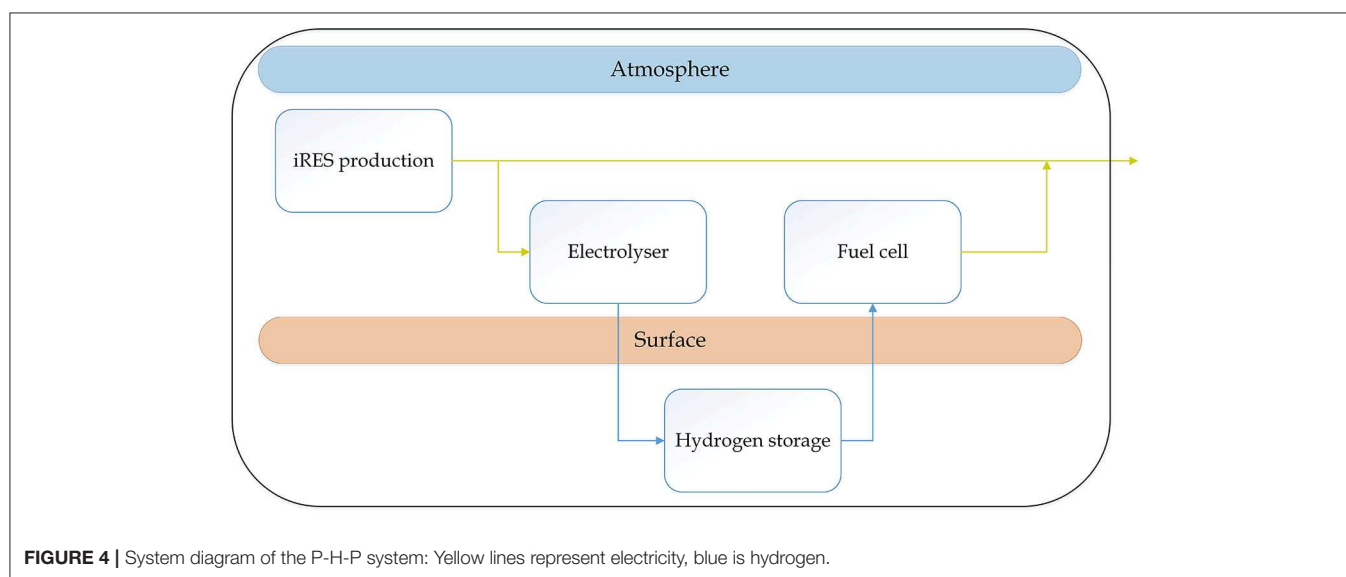 Atmosphere
iRES production
Electrolyser
Fuel cell
Surface
Hydrogen storage
FIGURE 4 | System diagram of the P-H-P system: Yellow lines represent electricity, blue is hydrogen.